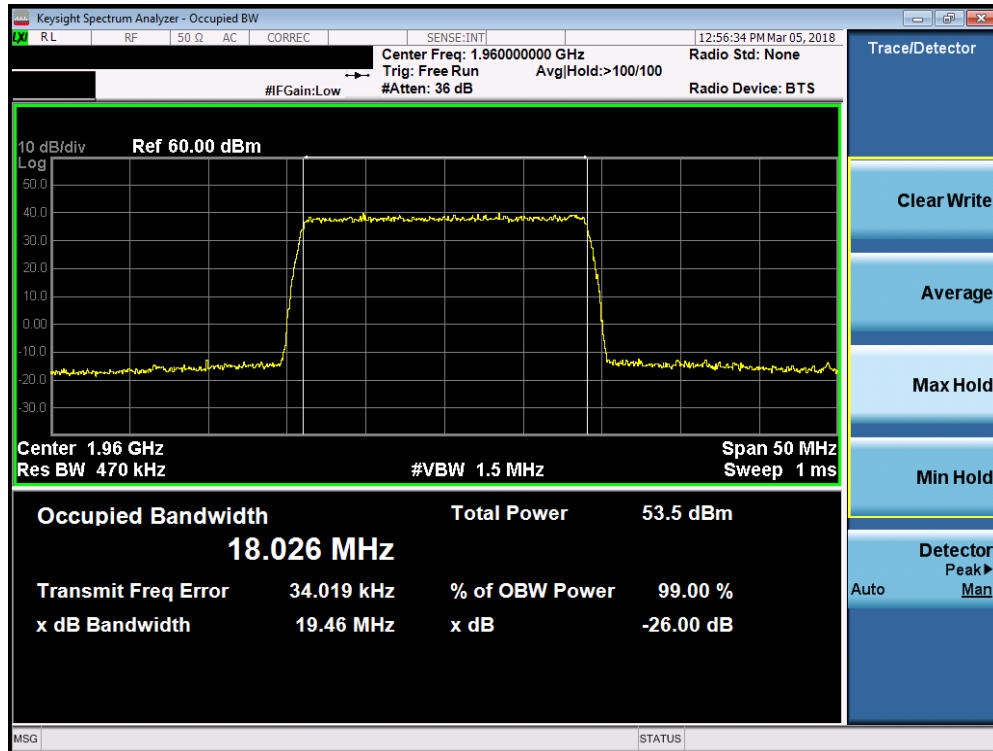 Keysight Spectrum Analyzer - Occupied BW
LXI RL RF 50 Ω AC CORREC SENSE:INT 12:56:34 PM Mar 05, 2018
Center Freq: 1.960000000 GHz Radio Std: None
Trig: Free Run Avg|Hold:>100/100
#IFGain:Low #Atten: 36 dB Radio Device: BTS
Trace/Detector
10 dB/div Ref 60.00 dBm
Log
50.0
40.0
30.0
20.0
10.0
0.00
-10.0
-20.0
-30.0
Center 1.96 GHz Span 50 MHz
Res BW 470 kHz #VBW 1.5 MHz Sweep 1 ms
Occupied Bandwidth Total Power 53.5 dBm
18.026 MHz
Transmit Freq Error 34.019 kHz % of OBW Power 99.00 %
x dB Bandwidth 19.46 MHz x dB -26.00 dB
Clear Write
Average
Max Hold
Min Hold
Detector
Peak▶
Auto Man
MSG STATUS